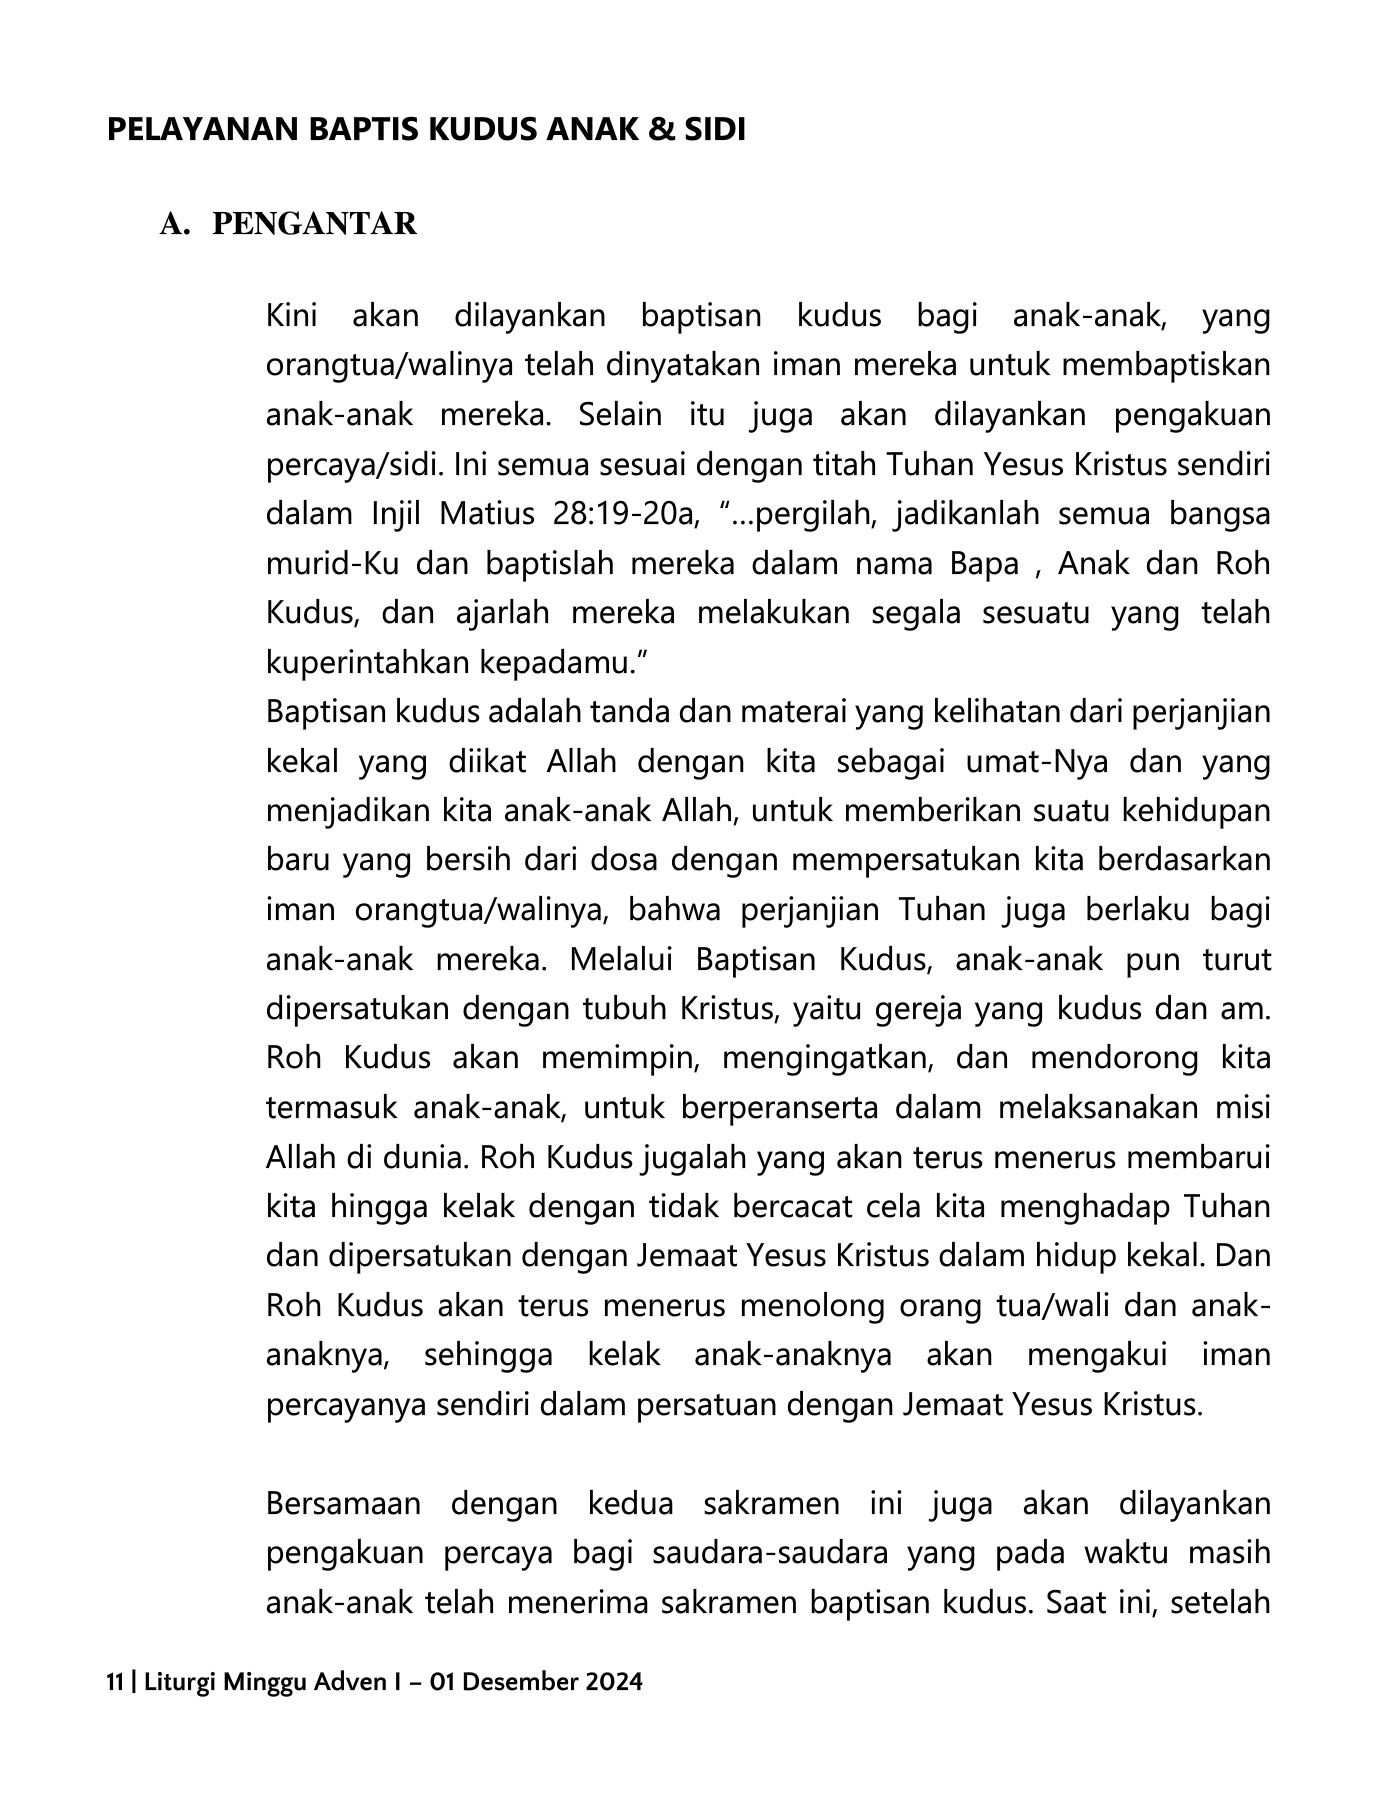 PELAYANAN BAPTIS KUDUS ANAK & SIDI
A. PENGANTAR
Kini akan dilayankan baptisan kudus bagi anak-anak, yang
orangtua/walinya telah dinyatakan iman mereka untuk membaptiskan
anak-anak mereka. Selain itu juga akan dilayankan pengakuan
percaya/sidi. Ini semua sesuai dengan titah Tuhan Yesus Kristus sendiri
dalam Injil Matius 28:19-20a, “…pergilah, jadikanlah semua bangsa
murid-Ku dan baptislah mereka dalam nama Bapa , Anak dan Roh
Kudus, dan ajarlah mereka melakukan segala sesuatu yang telah
kuperintahkan kepadamu.”
Baptisan kudus adalah tanda dan materai yang kelihatan dari perjanjian
kekal yang diikat Allah dengan kita sebagai umat-Nya dan yang
menjadikan kita anak-anak Allah, untuk memberikan suatu kehidupan
baru yang bersih dari dosa dengan mempersatukan kita berdasarkan
iman orangtua/walinya, bahwa perjanjian Tuhan juga berlaku bagi
anak-anak mereka. Melalui Baptisan Kudus, anak-anak pun turut
dipersatukan dengan tubuh Kristus, yaitu gereja yang kudus dan am.
Roh Kudus akan memimpin, mengingatkan, dan mendorong kita
termasuk anak-anak, untuk berperanserta dalam melaksanakan misi
Allah di dunia. Roh Kudus jugalah yang akan terus menerus membarui
kita hingga kelak dengan tidak bercacat cela kita menghadap Tuhan
dan dipersatukan dengan Jemaat Yesus Kristus dalam hidup kekal. Dan
Roh Kudus akan terus menerus menolong orang tua/wali dan anak-
anaknya, sehingga kelak anak-anaknya akan mengakui iman
percayanya sendiri dalam persatuan dengan Jemaat Yesus Kristus.
Bersamaan dengan kedua sakramen ini juga akan dilayankan
pengakuan percaya bagi saudara-saudara yang pada waktu masih
anak-anak telah menerima sakramen baptisan kudus. Saat ini, setelah
11 | Liturgi Minggu Adven I – 01 Desember 2024